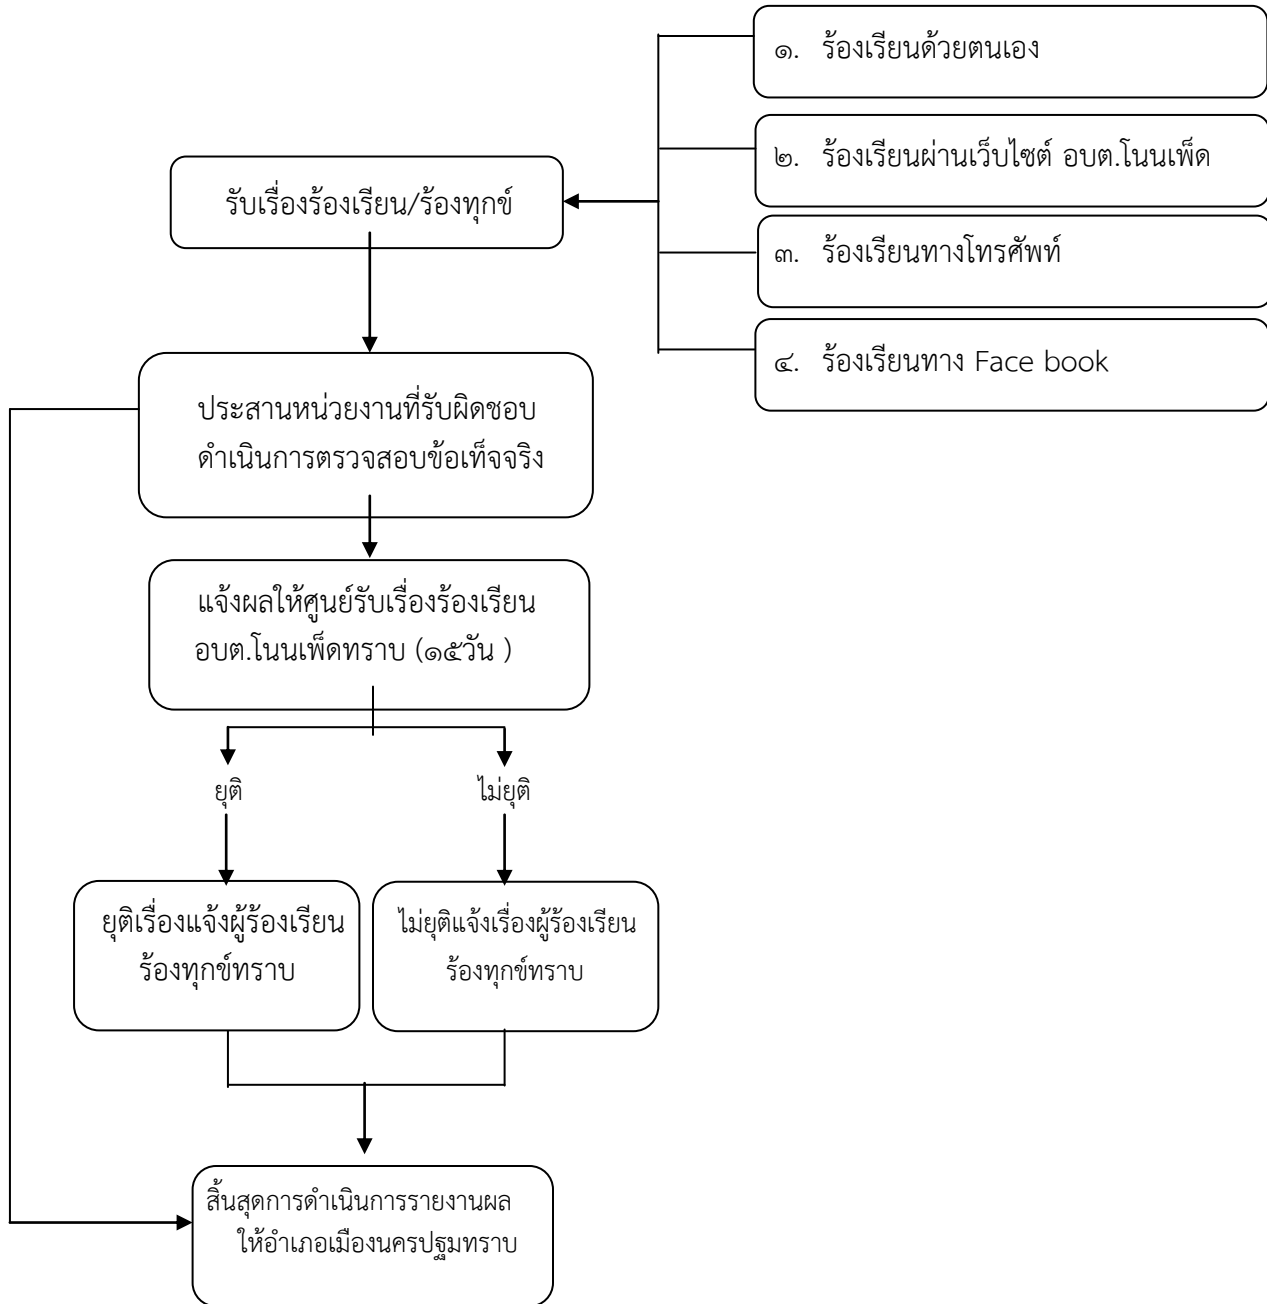 ๑. ร้องเรียนด้วยตนเอง
๒. ร้องเรียนผ่านเว็บไซต์ อบต.โนนเพ็ด
รับเรื่องร้องเรียน/ร้องทุกข์
๓. ร้องเรียนทางโทรศัพท์
๔. ร้องเรียนทาง Face book
ประสานหน่วยงานที่รับผิดชอบ
ดำเนินการตรวจสอบข้อเท็จจริง
แจ้งผลให้ศูนย์รับเรื่องร้องเรียน
อบต.โนนเพ็ดทราบ (๑๕วัน )
ยุติ
ไม่ยุติ
ยุติเรื่องแจ้งผู้ร้องเรียน
ร้องทุกข์ทราบ
ไม่ยุติแจ้งเรื่องผู้ร้องเรียน
ร้องทุกข์ทราบ
สิ้นสุดการดำเนินการรายงานผล
ให้อำเภอเมืองนครปฐมทราบ